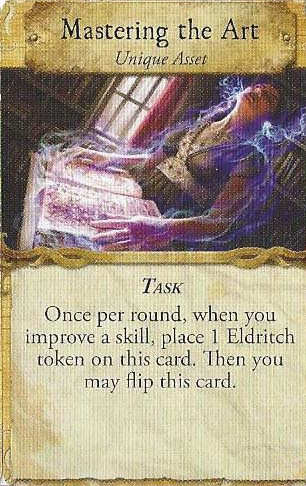 Mastering the Art
Unique Asset
TASK
Once per round, when you
improve a skill, place 1 Eldritch
token on this card. Then you
may flip this card.